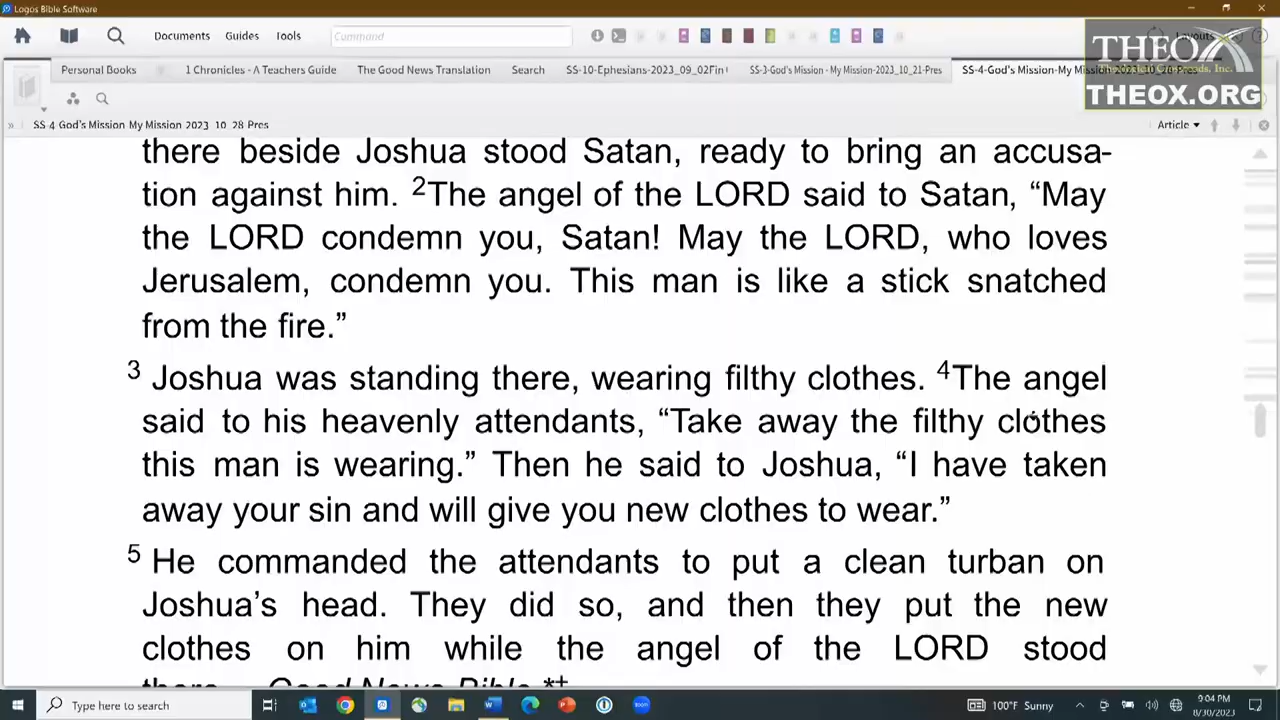 Logos Bible Software
Documents Guides Tools Command Layouts
THEOX
Theological Crossroads, Inc.
THEOX.ORG
Personal Books 1 Chronicles - A Teachers Guide The Good News Translation Search SS-10-Ephesians-2023_09_02Fin SS-3-God's Mission - My Mission-2023_10_21-Pres SS-4-God's Mission-My
SS-4 God's Mission-My Mission 2023_10_28 Pres Article
there beside Joshua stood Satan, ready to bring an accusa-
tion against him. 2The angel of the LORD said to Satan, “May
the LORD condemn you, Satan! May the LORD, who loves
Jerusalem, condemn you. This man is like a stick snatched
from the fire.”
3 Joshua was standing there, wearing filthy clothes. 4The angel
said to his heavenly attendants, “Take away the filthy clothes
this man is wearing.” Then he said to Joshua, “I have taken
away your sin and will give you new clothes to wear.”
5 He commanded the attendants to put a clean turban on
Joshua’s head. They did so, and then they put the new
clothes on him while the angel of the LORD stood
there. Good News Bible *‡
Type here to search 100°F Sunny 9:04 PM
8/30/2023